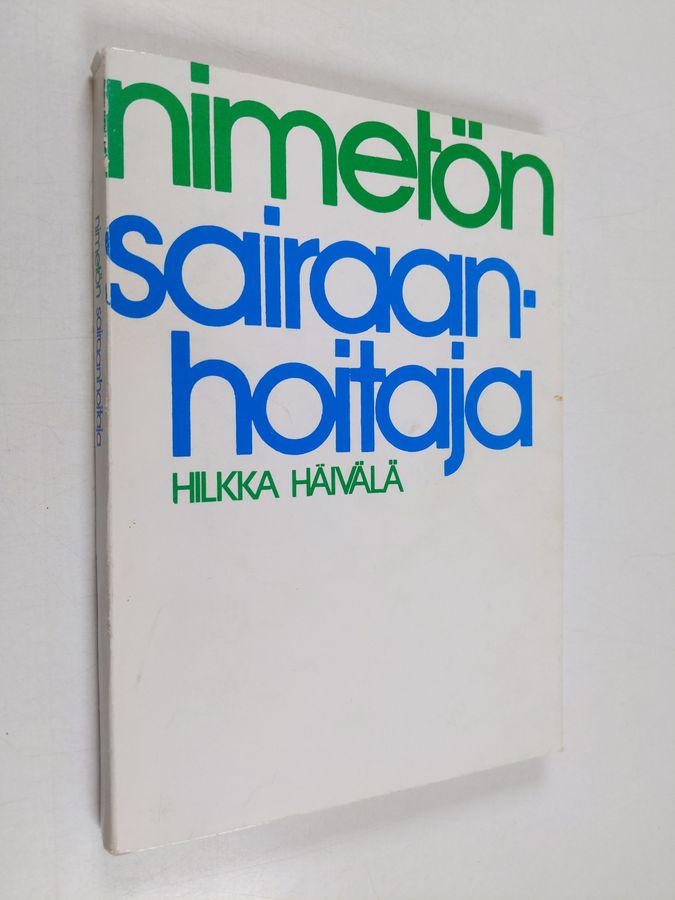 nimetön
sairaan-
hoitaja
HILKKA HÄIVÄLÄ
nimetön sairaanhoitaja